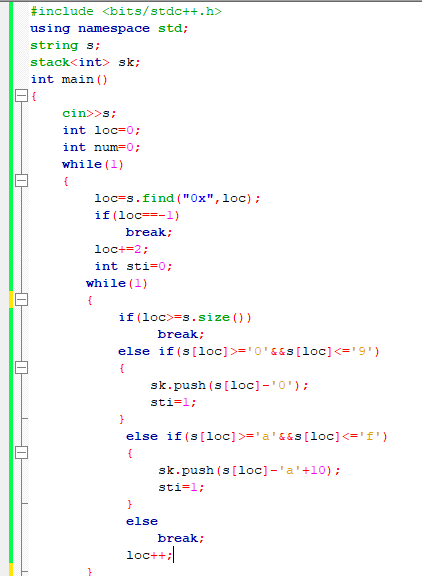 #include <bits/stdc++.h>
using namespace std;
string s;
stack<int> sk;
int main()
{
cin>>s;
int loc=0;
int num=0;
while(1)
{
loc=s.find("0x",loc);
if(loc==-1)
break;
loc+=2;
int sti=0;
while(1)
{
if(loc>=s.size())
break;
else if(s[loc]>='0'&&s[loc]<='9')
{
sk.push(s[loc]-'0');
sti=1;
}
else if(s[loc]>='a'&&s[loc]<='f')
{
sk.push(s[loc]-'a'+10);
sti=1;
}
else
break;
loc++;
}